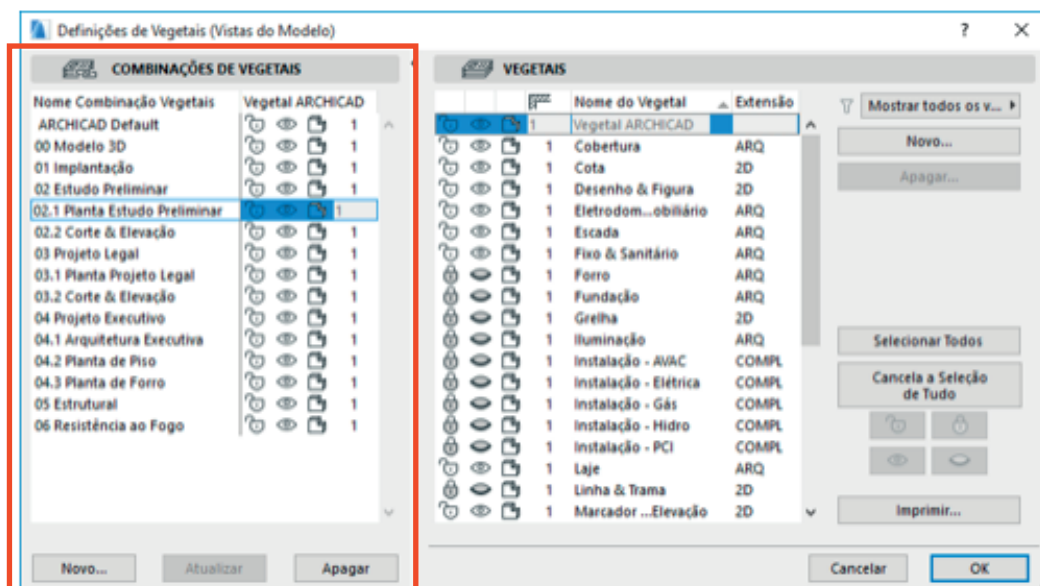 Definições de Vegetais (Vistas do Modelo) ?
COMBINAÇÕES DE VEGETAIS
Nome Combinação Vegetais Vegetal ARCHICAD
ARCHICAD Default 1
00 Modelo 3D 1
01 Implantação 1
02 Estudo Preliminar 1
02.1 Planta Estudo Preliminar 1
02.2 Corte & Elevação 1
03 Projeto Legal 1
03.1 Planta Projeto Legal 1
03.2 Corte & Elevação 1
04 Projeto Executivo 1
04.1 Arquitetura Executiva 1
04.2 Planta de Piso 1
04.3 Planta de Forro 1
05 Estrutural 1
06 Resistência ao Fogo 1
Novo... Atualizar Apagar
VEGETAIS
Nome do Vegetal Extensão
1 Vegetal ARCHICAD
1 Cobertura ARQ
1 Cota 2D
1 Desenho & Figura 2D
1 Eletrodom...obiliário ARQ
1 Escada ARQ
1 Fixo & Sanitário ARQ
1 Forro ARQ
1 Fundação ARQ
1 Grelha 2D
1 Iluminação ARQ
1 Instalação - AVAC COMPL
1 Instalação - Elétrica COMPL
1 Instalação - Gás COMPL
1 Instalação - Hidro COMPL
1 Instalação - PCI COMPL
1 Laje ARQ
1 Linha & Trama 2D
1 Marcador ...Elevação 2D
Mostrar todos os v...
Novo...
Apagar...
Selecionar Todos
Cancela a Seleção
de Tudo
Imprimir...
Cancelar OK